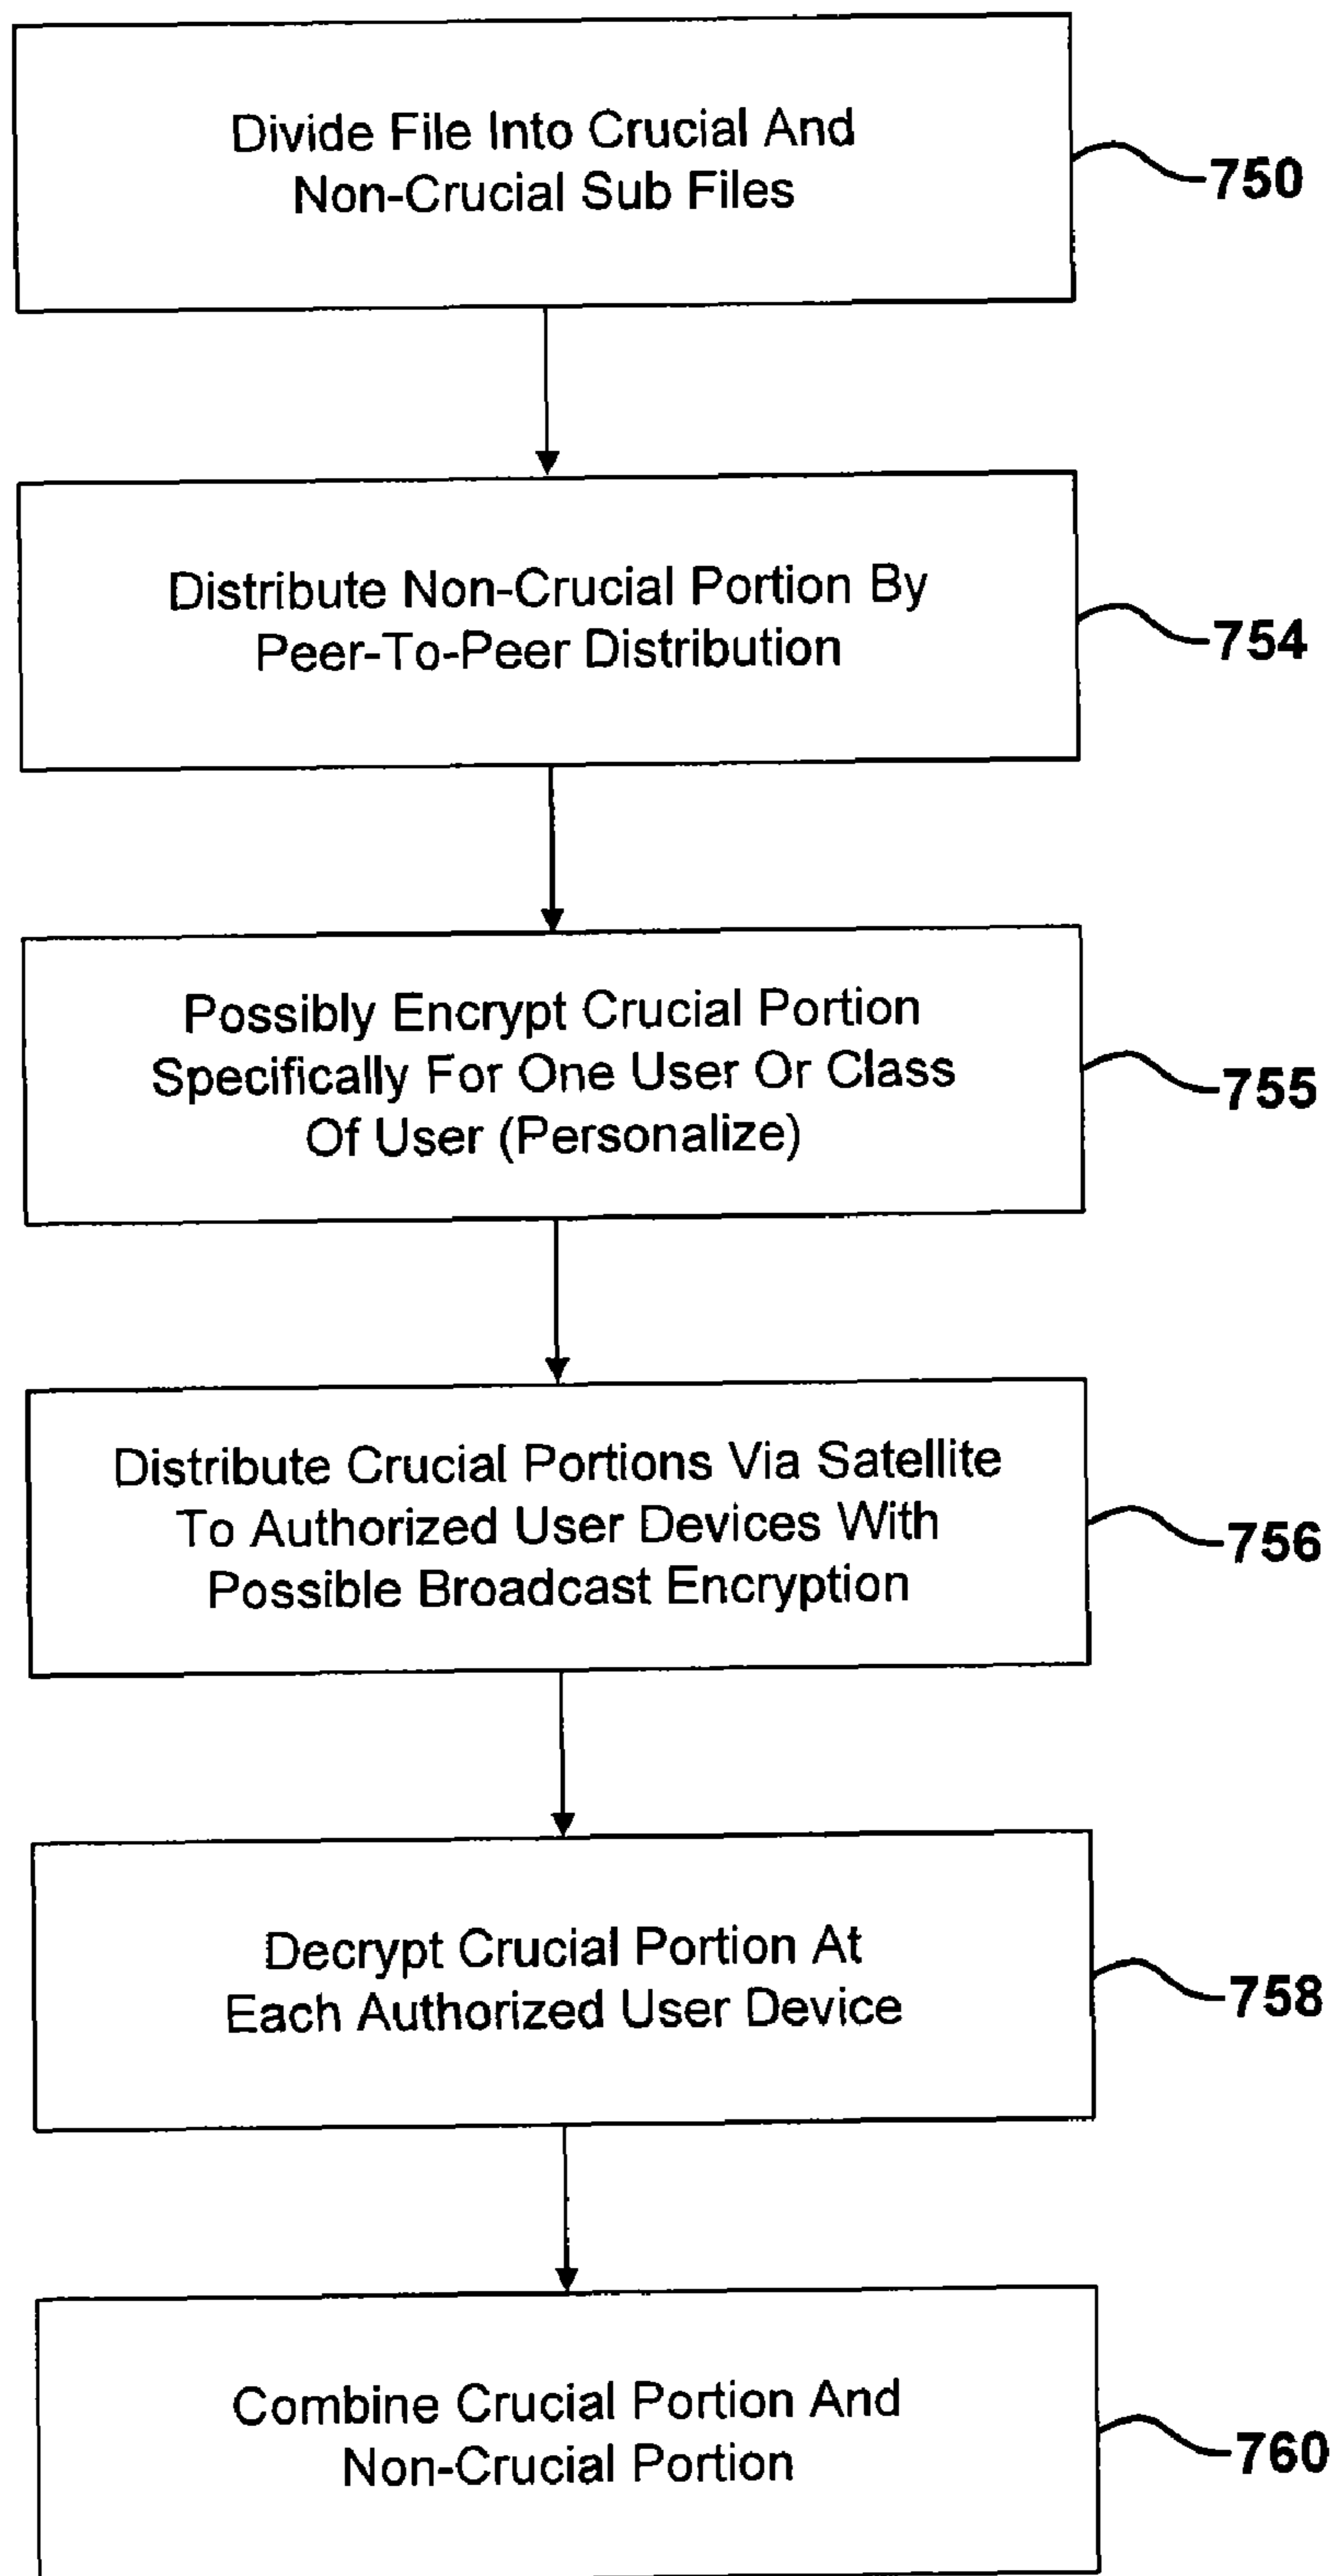 Divide File Into Crucial And
Non-Crucial Sub Files
750
Distribute Non-Crucial Portion By
Peer-To-Peer Distribution
754
Possibly Encrypt Crucial Portion
Specifically For One User Or Class
Of User (Personalize)
755
Distribute Crucial Portions Via Satellite
To Authorized User Devices With
Possible Broadcast Encryption
756
Decrypt Crucial Portion At
Each Authorized User Device
758
Combine Crucial Portion And
Non-Crucial Portion
760